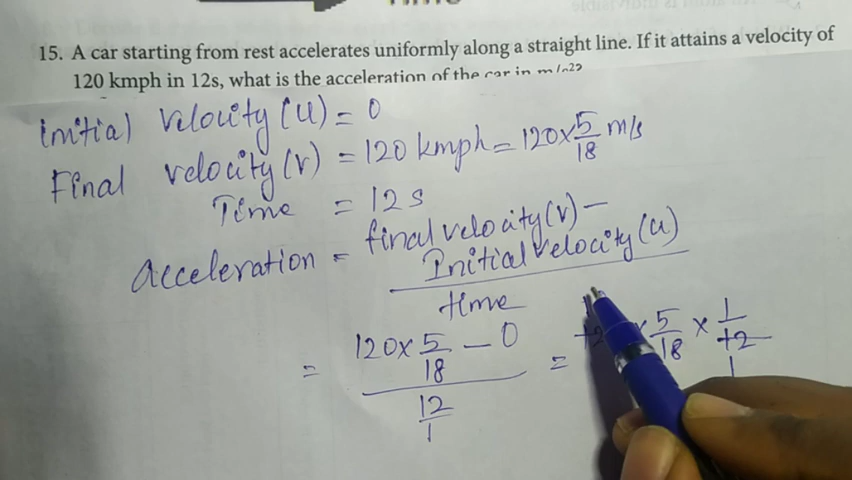 15. A car starting from rest accelerates uniformly along a straight line. If it attains a velocity of
120 kmph in 12s, what is the acceleration of the car in m/s²?
Initial velocity (u) = 0
Final velocity (v) = 120 kmph = 120 × 5/18 m/s
Time = 12 s
Acceleration = final velocity (v) -
Initial velocity (u)
time
= 120 × 5/18 - 0 = × 5/18 × 1/12
12/1 1